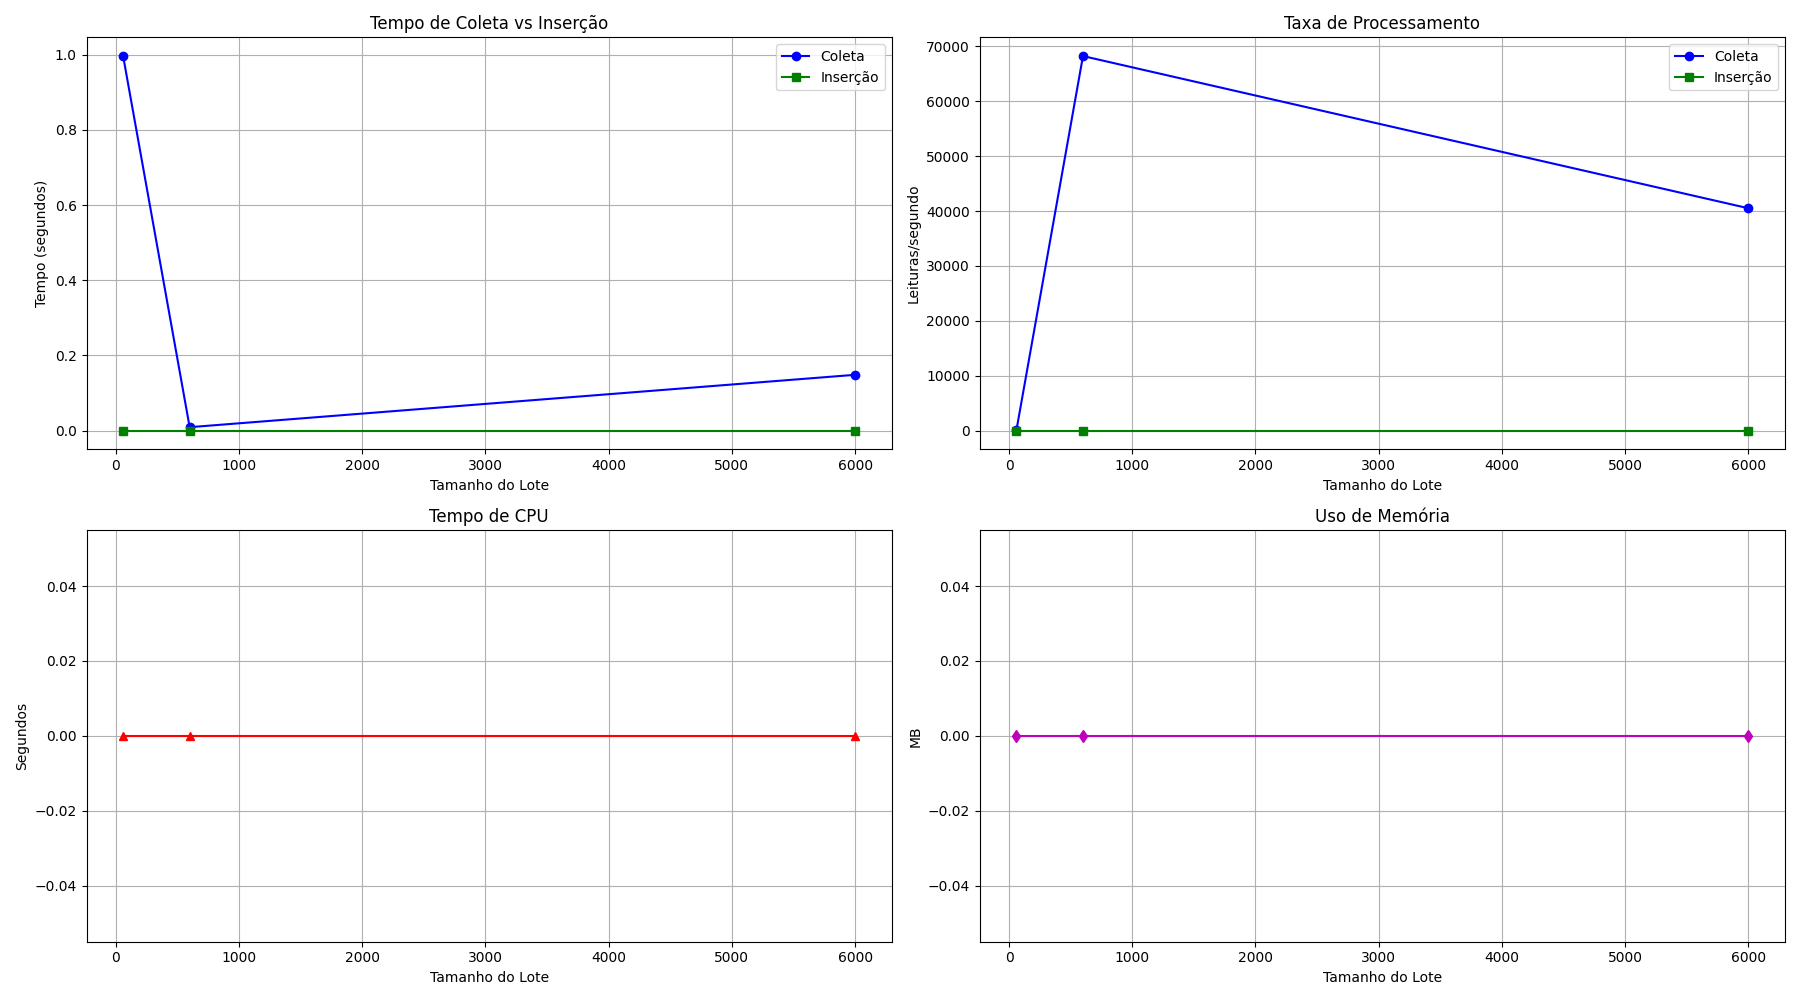 Tempo de Coleta vs Inserção
Tempo (segundos)
1.0
0.8
0.6
0.4
0.2
0.0
Coleta
Inserção
0 1000 2000 3000 4000 5000 6000
Tamanho do Lote
Taxa de Processamento
Leituras/segundo
70000
60000
50000
40000
30000
20000
10000
0
Coleta
Inserção
0 1000 2000 3000 4000 5000 6000
Tamanho do Lote
Tempo de CPU
Segundos
0.04
0.02
0.00
−0.02
−0.04
0 1000 2000 3000 4000 5000 6000
Tamanho do Lote
Uso de Memória
MB
0.04
0.02
0.00
−0.02
−0.04
0 1000 2000 3000 4000 5000 6000
Tamanho do Lote